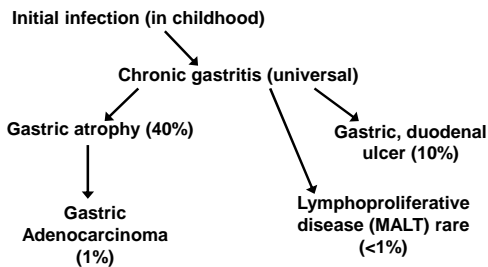 Initial infection (in childhood)
Chronic gastritis (universal)
Gastric atrophy (40%)
Gastric, duodenal
ulcer (10%)
Gastric
Adenocarcinoma
(1%)
Lymphoproliferative
disease (MALT) rare
(<1%)